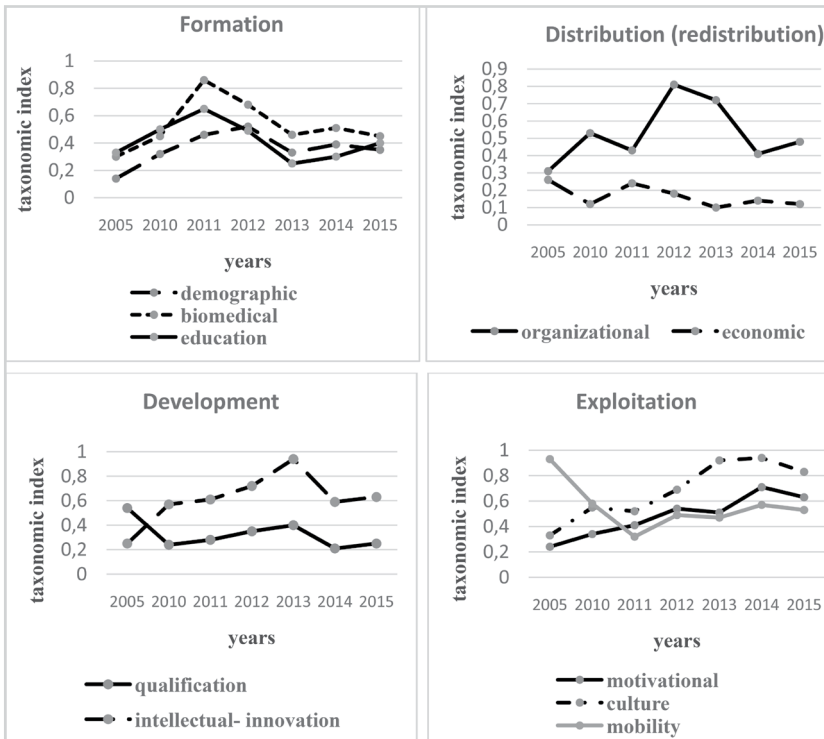 Formation
taxonomic index
1
0,8
0,6
0,4
0,2
0
2005 2010 2011 2012 2013 2014 2015
years
demographic
biomedical
education
Distribution (redistribution)
taxonomic index
0,9
0,8
0,7
0,6
0,5
0,4
0,3
0,2
0,1
0
2005 2010 2011 2012 2013 2014 2015
years
organizational economic
Development
taxonomic index
1
0,8
0,6
0,4
0,2
0
2005 2010 2011 2012 2013 2014 2015
years
qualification
intellectual- innovation
Exploitation
taxonomic index
1
0,8
0,6
0,4
0,2
0
2005 2010 2011 2012 2013 2014 2015
years
motivational
culture
mobility